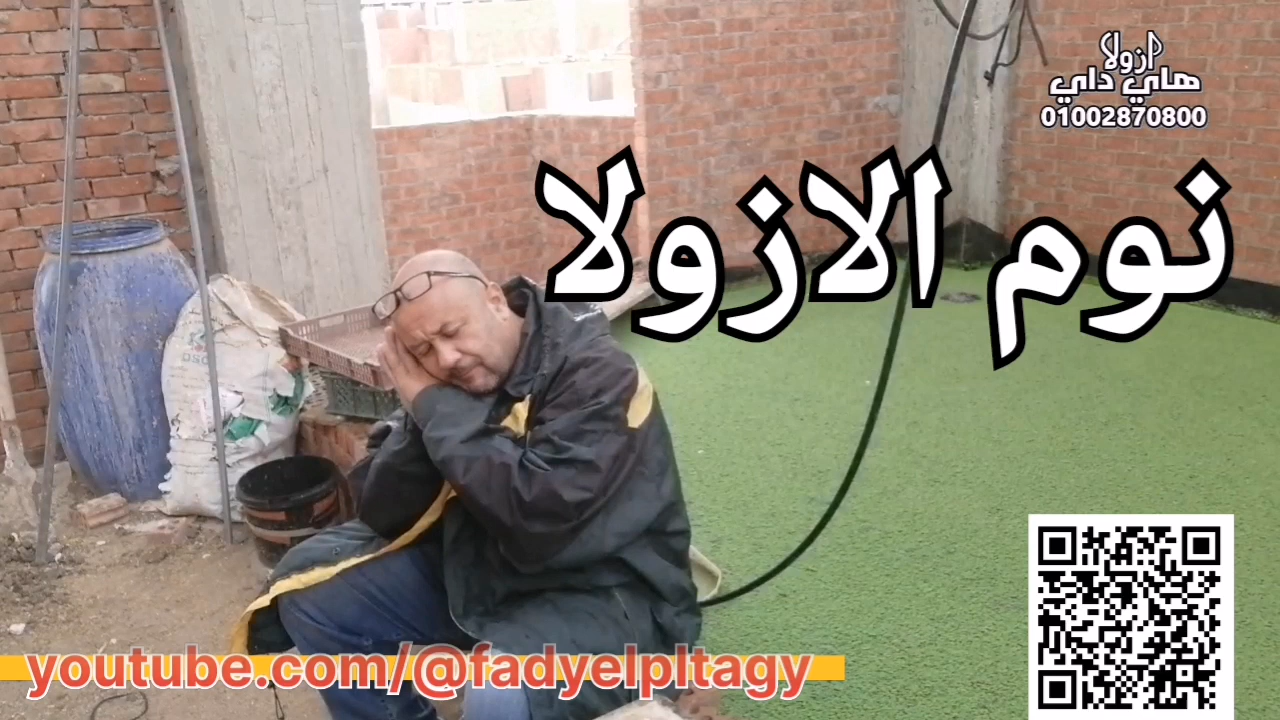 ازولا
هاي داي
01002870800
نوم الازولا
youtube.com/@fadyelpltagy